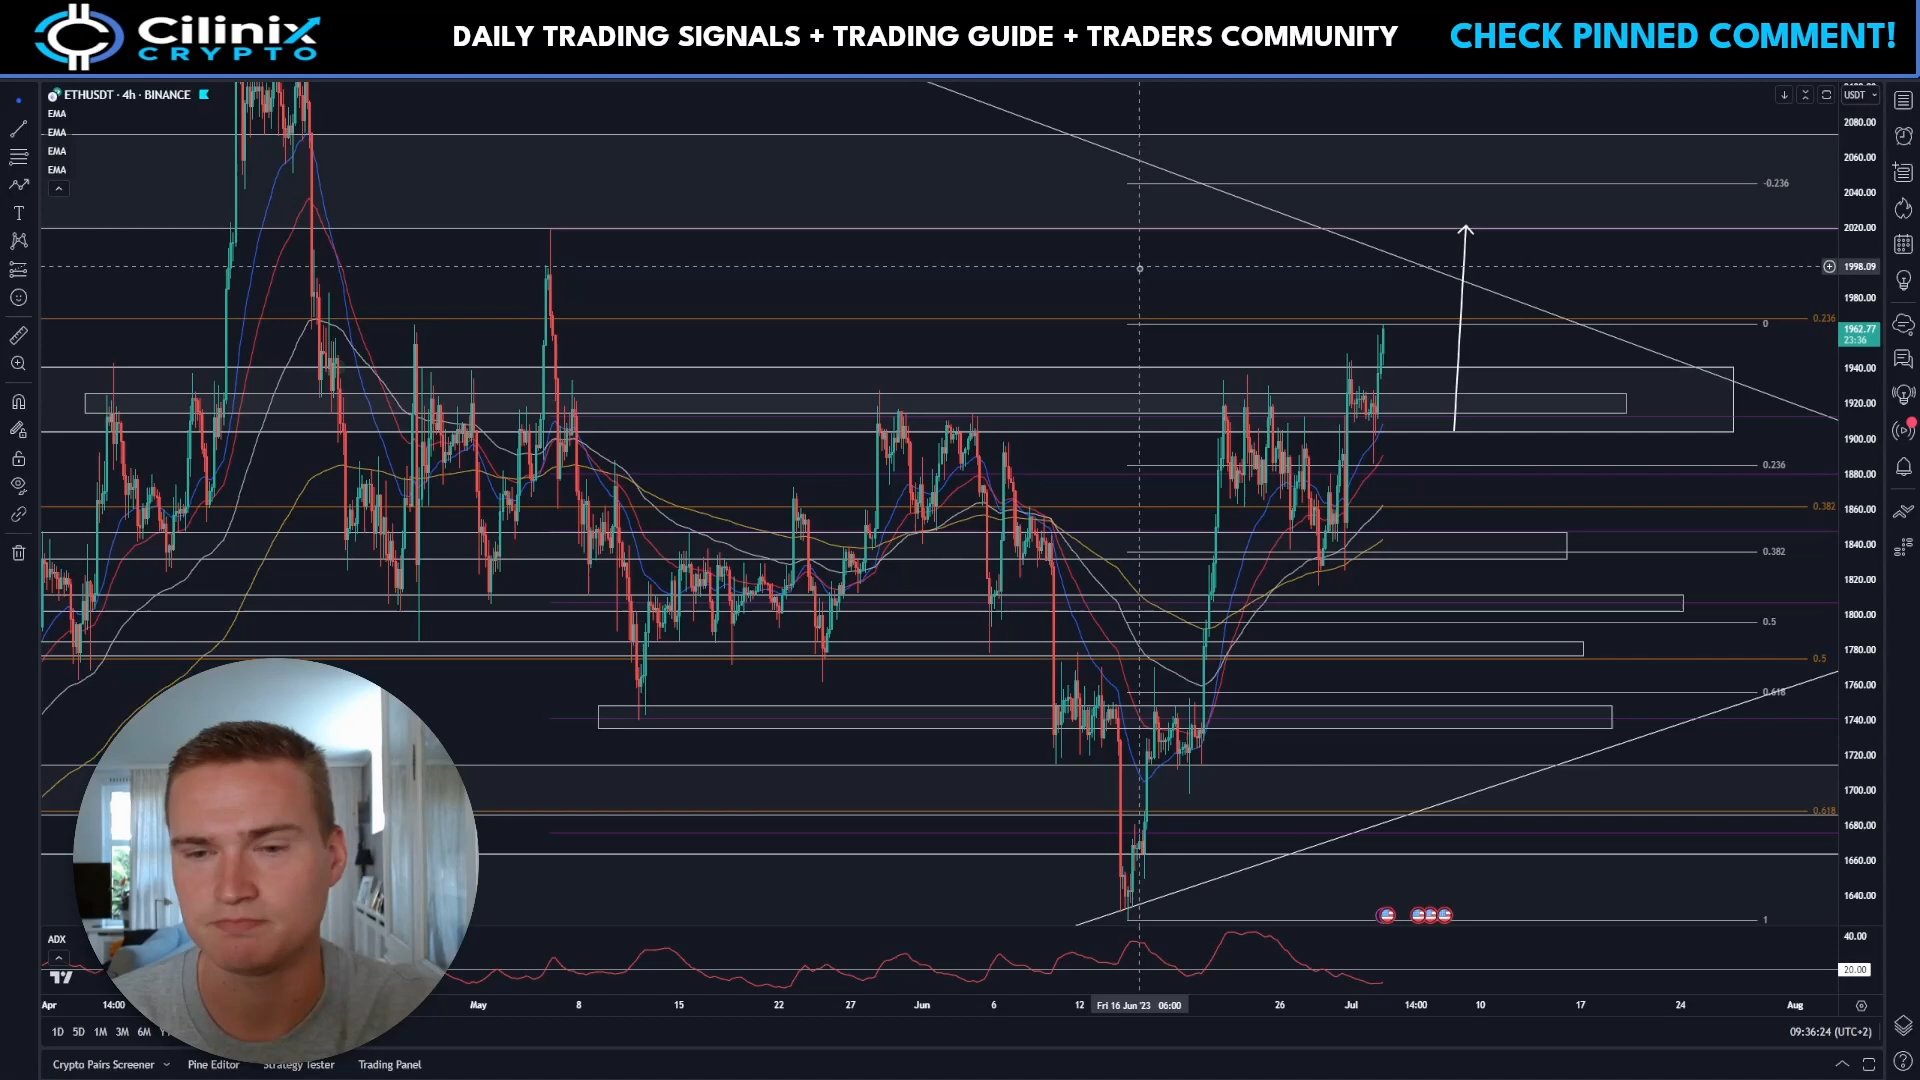 Cilinix
CRYPTO
DAILY TRADING SIGNALS + TRADING GUIDE + TRADERS COMMUNITY
CHECK PINNED COMMENT!
ETHUSDT · 4h · BINANCE
USDT
EMA
EMA
EMA
EMA
2080.00
2060.00
-0.236
2040.00
2020.00
1998.09
1980.00
0.236
0
1962.77
23:36
1940.00
1920.00
1900.00
0.236
1880.00
0.382
1860.00
1840.00
0.382
1820.00
1800.00
0.5
1780.00
0.5
1760.00
0.618
1740.00
1720.00
1700.00
0.618
1680.00
1660.00
1640.00
1
ADX
40.00
20.00
Apr
14:00
May
8
15
22
27
Jun
6
12
Fri 16 Jun '23 06:00
26
Jul
14:00
10
17
24
Aug
1D 5D 1M 3M 6M
09:36:24 (UTC+2)
Crypto Pairs Screener
Pine Editor
Strategy Tester
Trading Panel